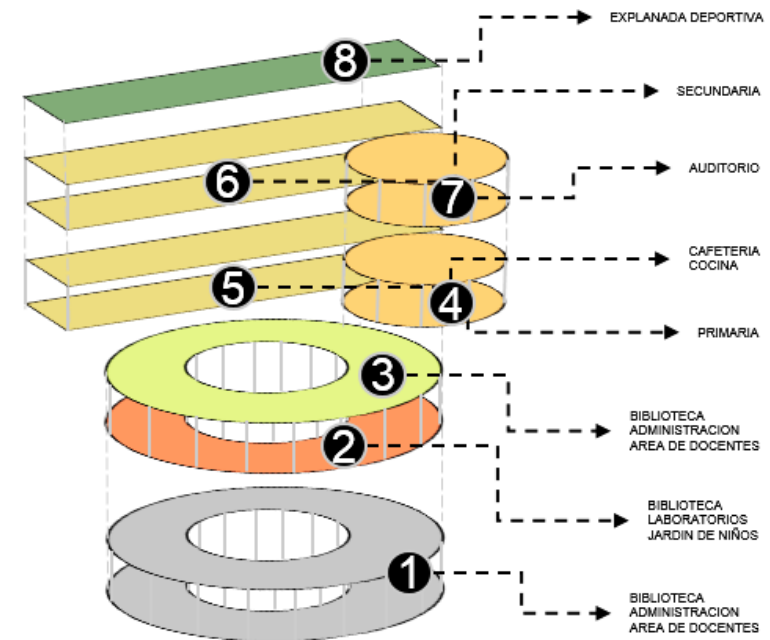 8
EXPLANADA DEPORTIVA
SECUNDARIA
6
7
AUDITORIO
CAFETERIA
COCINA
5
4
PRIMARIA
3
BIBLIOTECA
ADMINISTRACION
AREA DE DOCENTES
2
BIBLIOTECA
LABORATORIOS
JARDIN DE NIÑOS
1
BIBLIOTECA
ADMINISTRACION
AREA DE DOCENTES